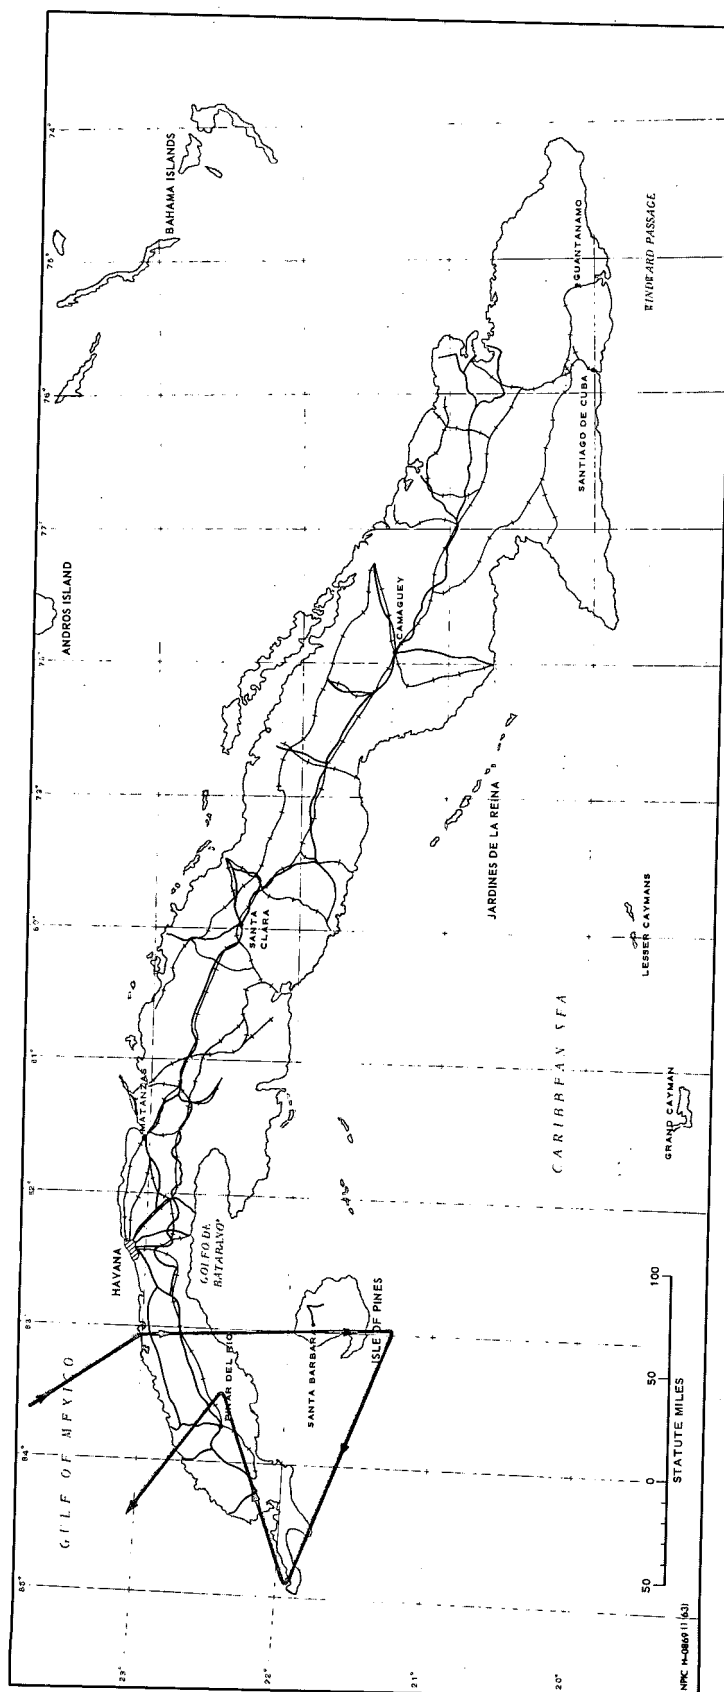 85°
84°
83°
82°
81°
80°
79°
78°
77°
76°
75°
74°
23°
22°
21°
20°
GULF OF MEXICO
HAVANA
MATANZAS
PINAR DEL RIO
GOLFO DE
BATABANO
SANTA BARBARA
ISLE OF PINES
SANTA
CLARA
CAMAGUEY
ANDROS ISLAND
BAHAMA ISLANDS
JARDINES DE LA REINA
CARIBBEAN SEA
LESSER CAYMANS
GRAND CAYMAN
SANTIAGO DE CUBA
GUANTANAMO
WINDWARD PASSAGE
50 0 50 100
STATUTE MILES
NPIC H-0869 (1/63)